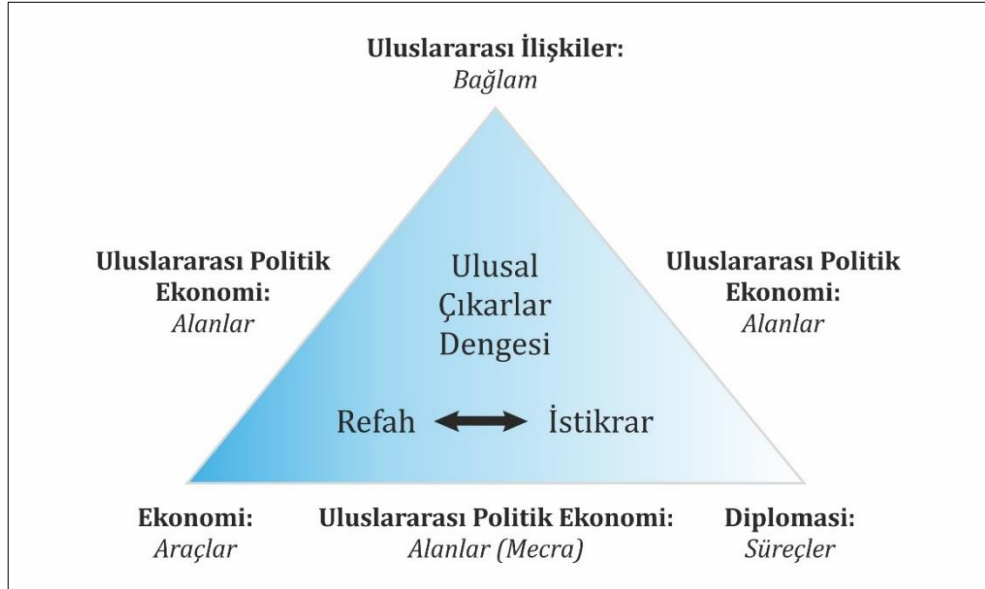 Uluslararası İlişkiler:
Bağlam
Uluslararası Politik
Ekonomi:
Alanlar
Ulusal
Çıkarlar
Dengesi
Uluslararası Politik
Ekonomi:
Alanlar
Refah
İstikrar
Ekonomi:
Araçlar
Uluslararası Politik Ekonomi:
Alanlar (Mecra)
Diplomasi:
Süreçler